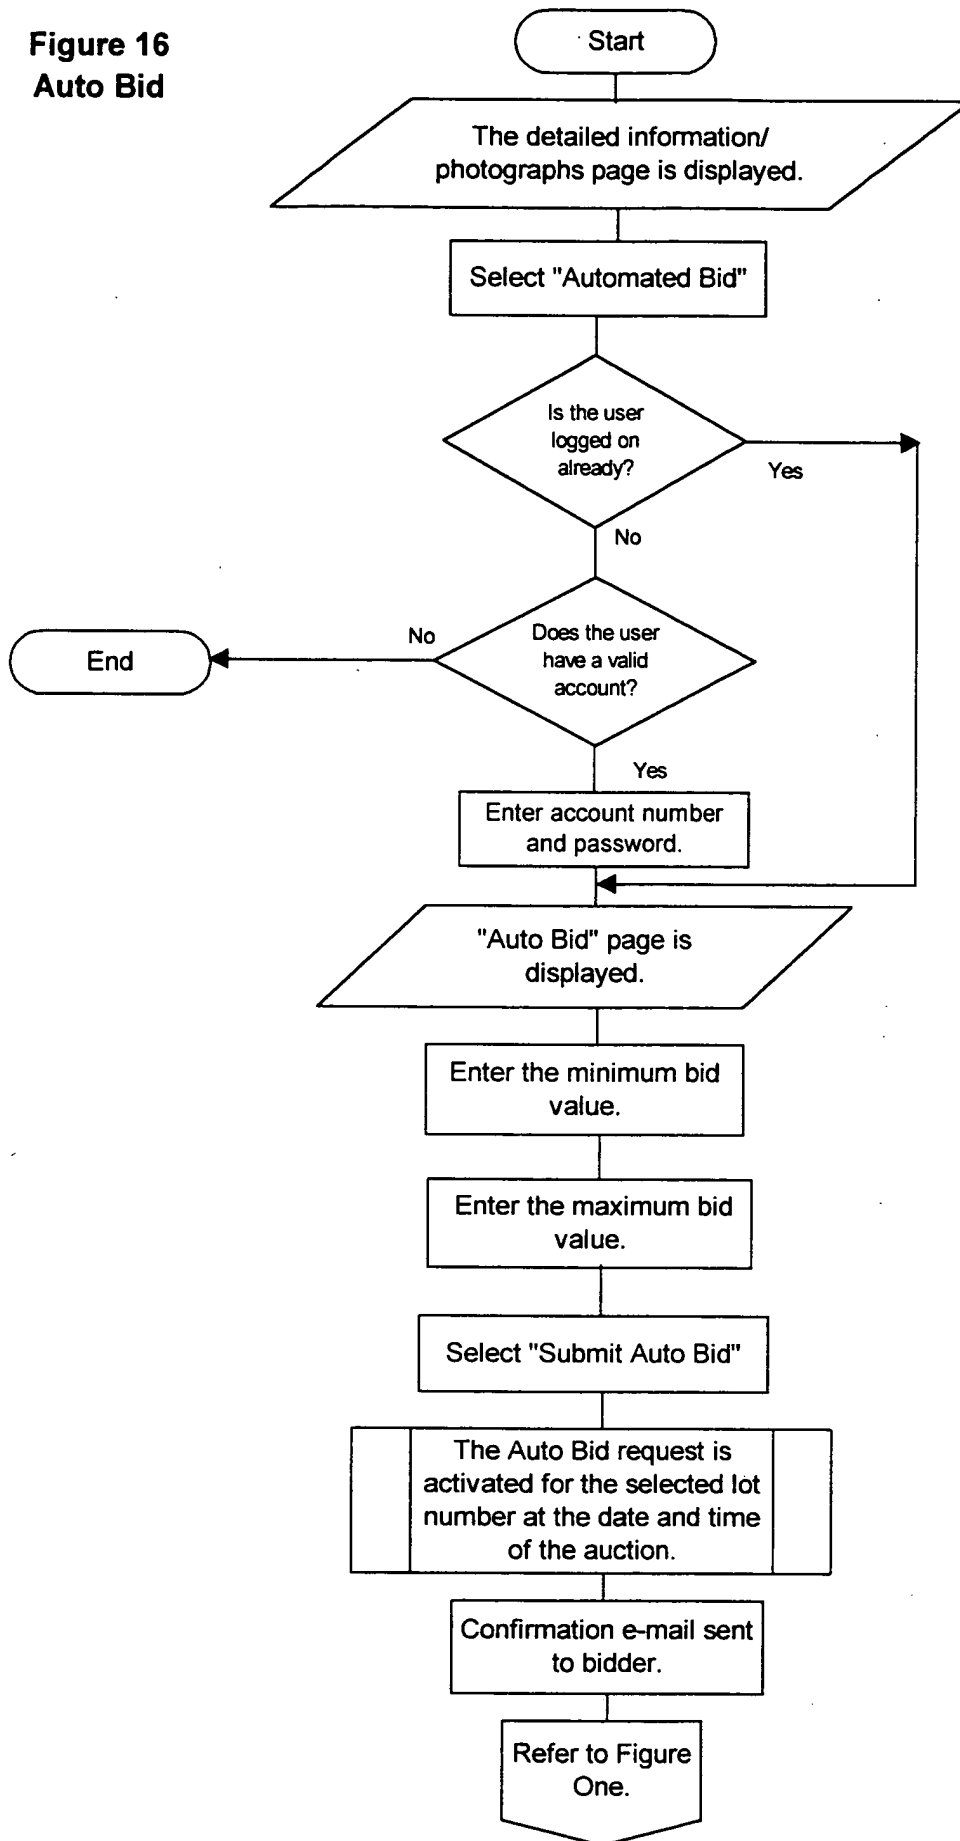 Figure 16
Auto Bid
Start
The detailed information/
photographs page is displayed.
Select "Automated Bid"
Is the user
logged on
already?
Yes
No
Does the user
have a valid
account?
No
End
Yes
Enter account number
and password.
"Auto Bid" page is
displayed.
Enter the minimum bid
value.
Enter the maximum bid
value.
Select "Submit Auto Bid"
The Auto Bid request is
activated for the selected lot
number at the date and time
of the auction.
Confirmation e-mail sent
to bidder.
Refer to Figure
One.